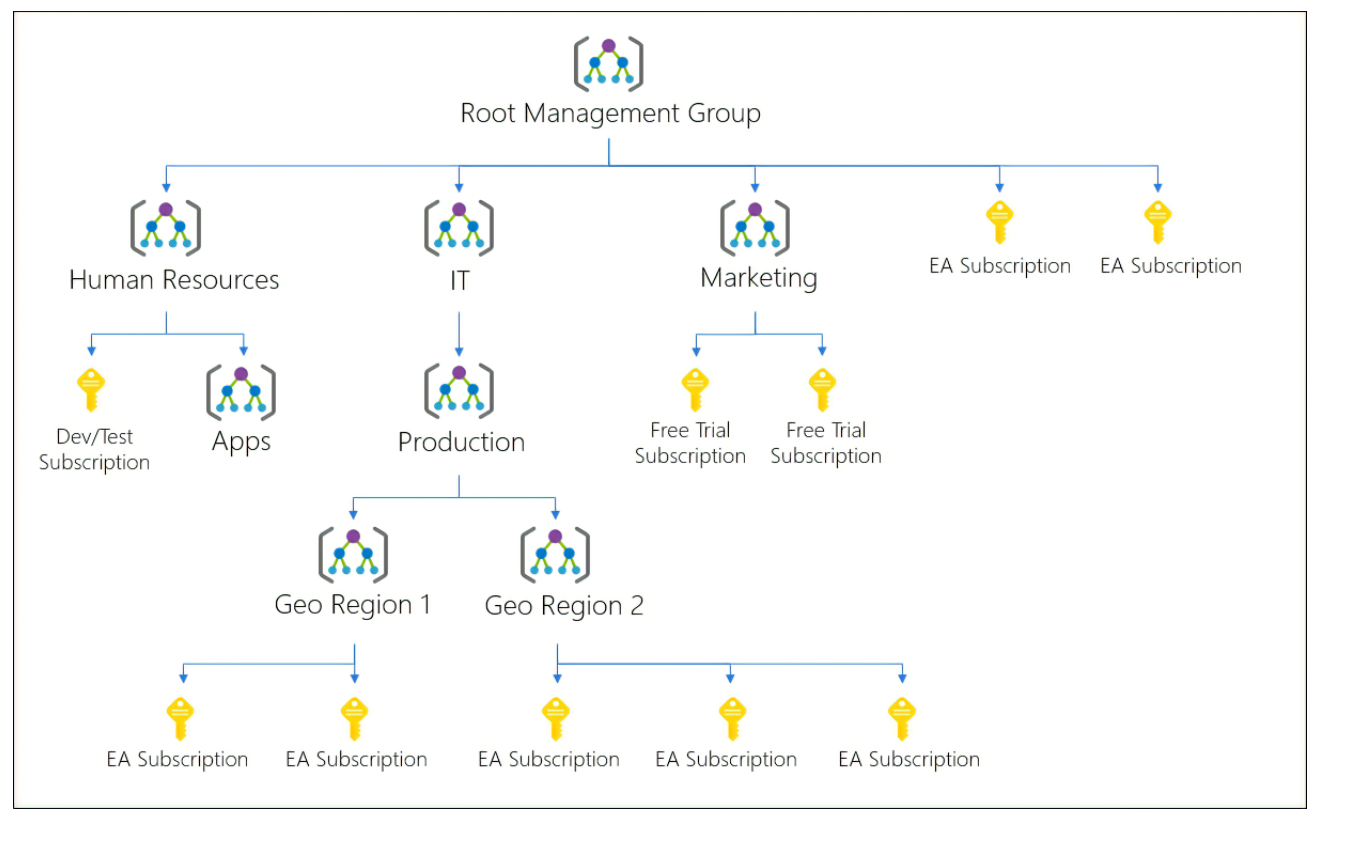 Root Management Group
Human Resources
IT
Marketing
EA Subscription
EA Subscription
Dev/Test
Subscription
Apps
Production
Free Trial
Subscription
Free Trial
Subscription
Geo Region 1
Geo Region 2
EA Subscription
EA Subscription
EA Subscription
EA Subscription
EA Subscription